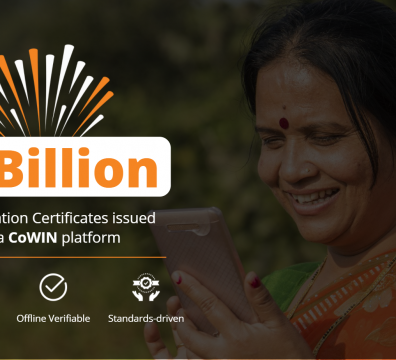 Billion
ation Certificates issued
a CoWIN platform
Offline Verifiable
Standards-driven